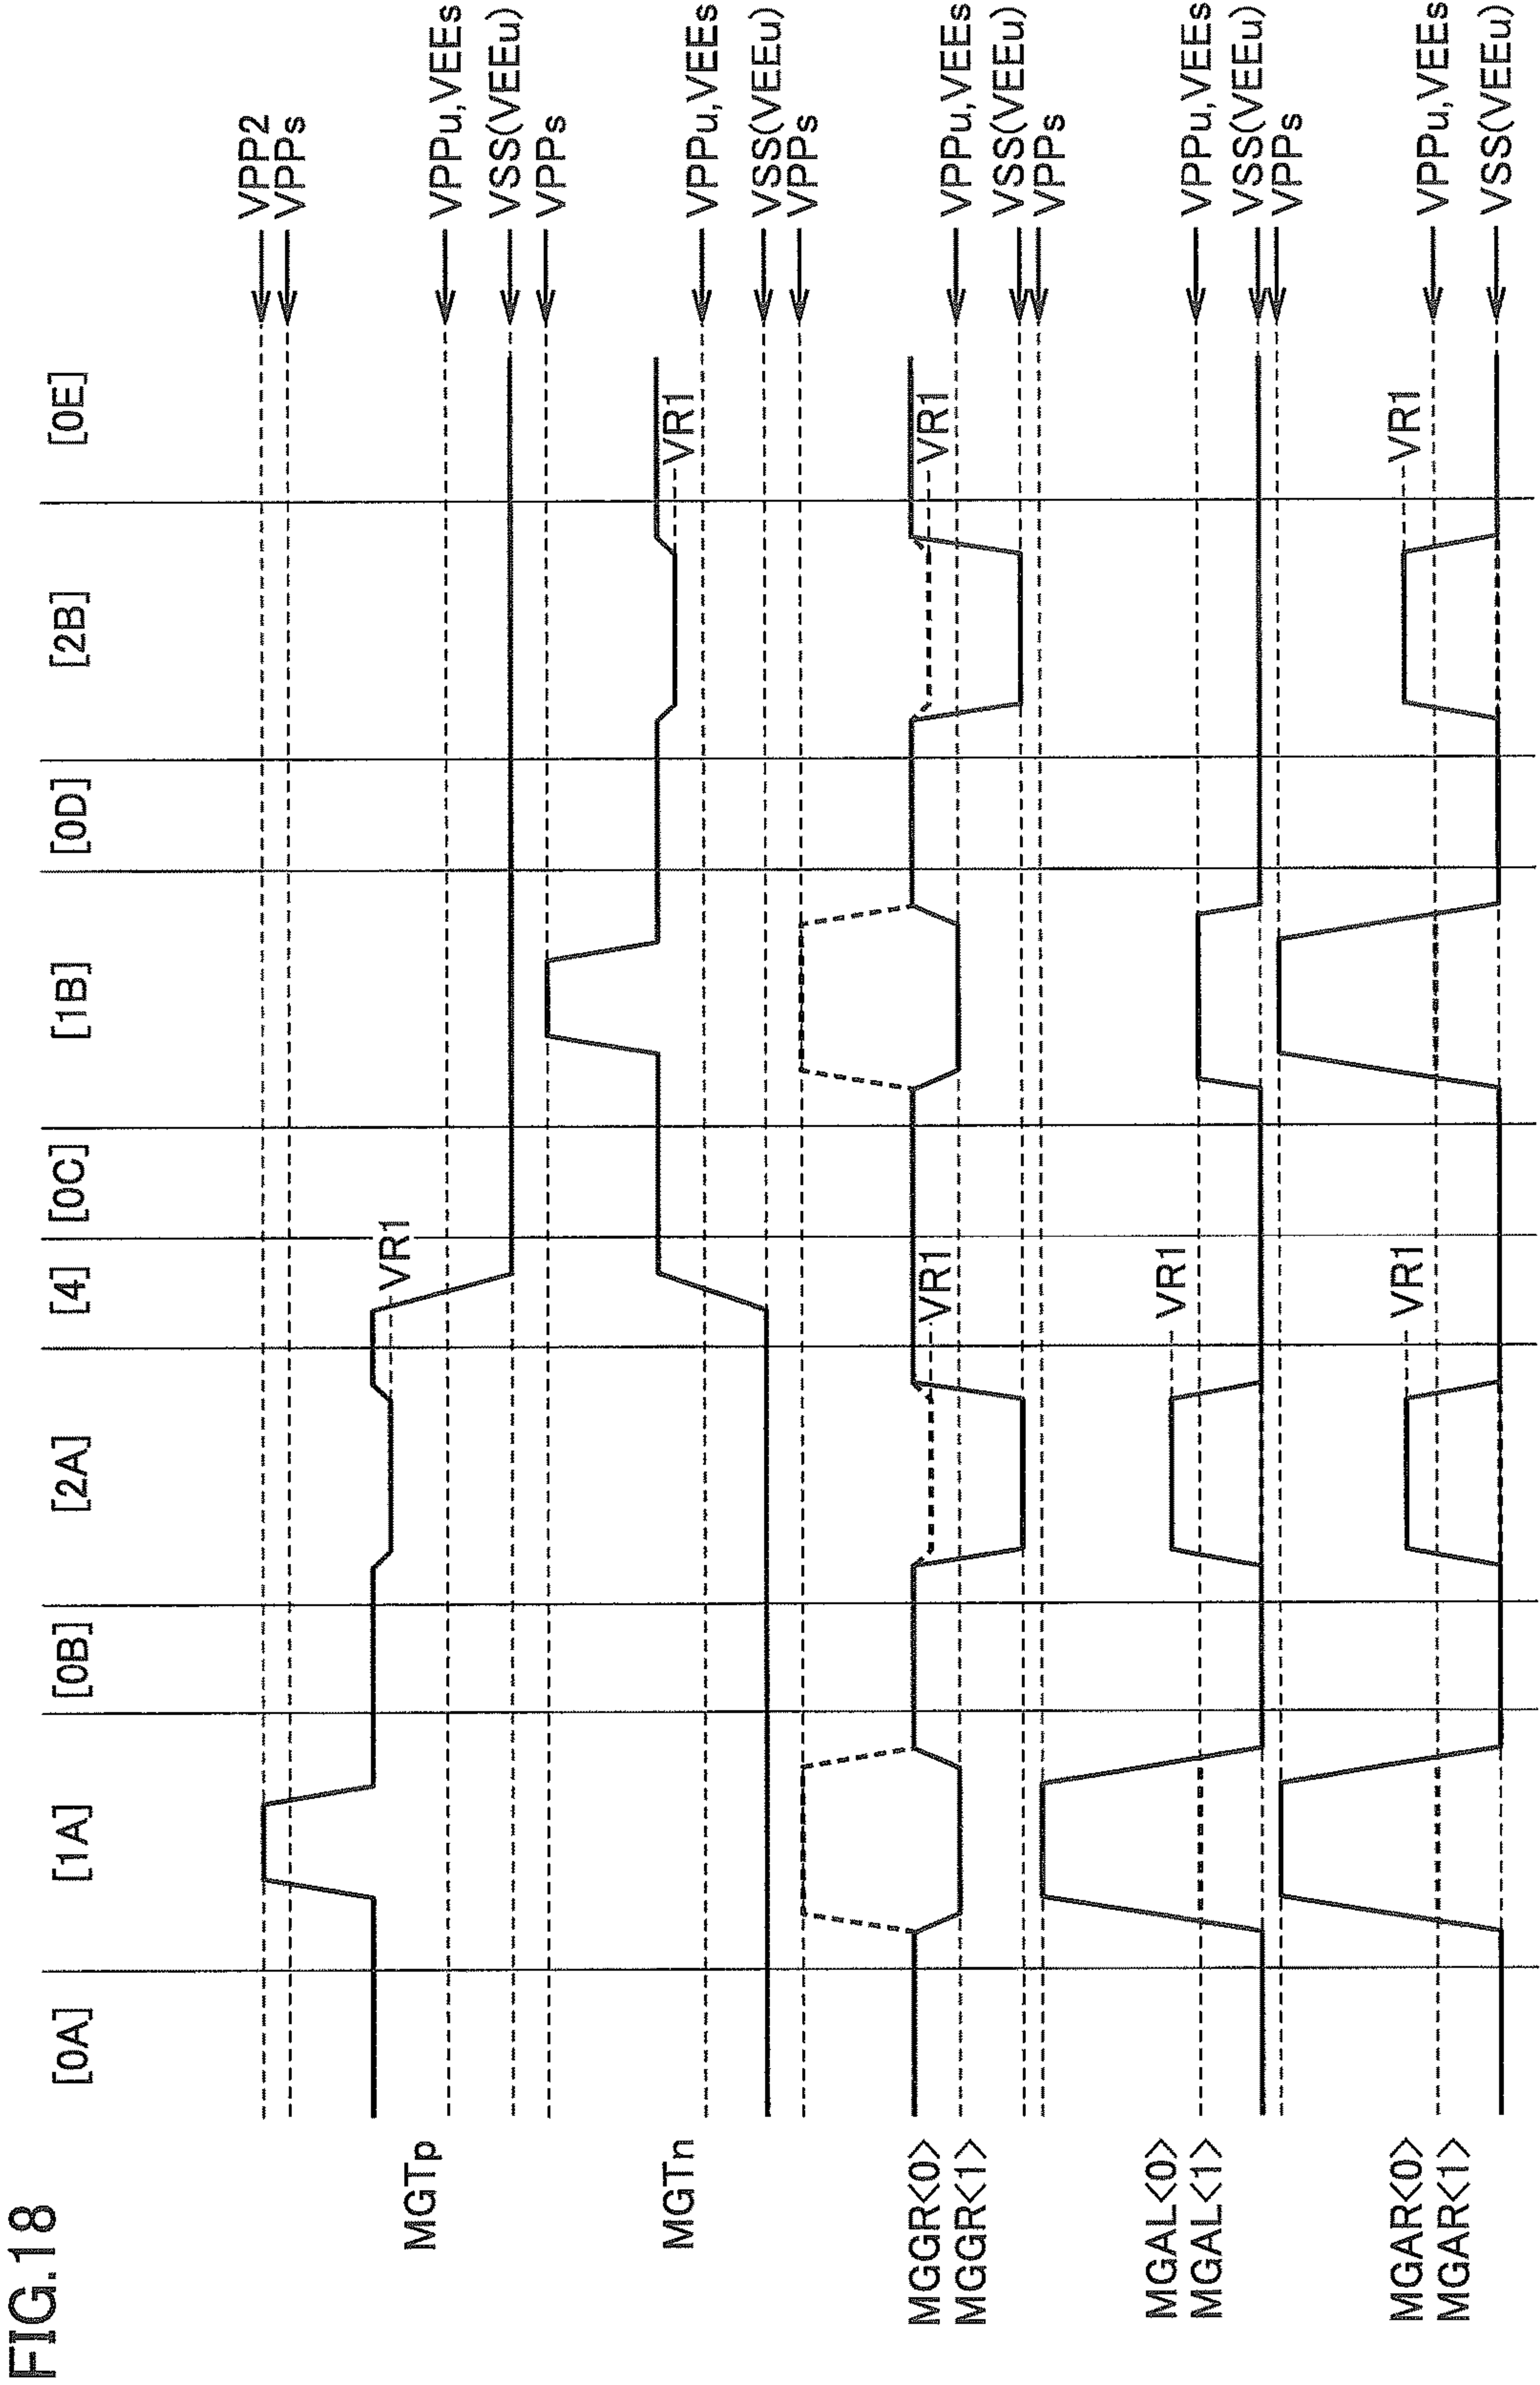 FIG.18
[0A]
[1A]
[0B]
[2A]
[4]
[0C]
[1B]
[0D]
[2B]
[0E]
VPP2
VPPs
MGTp
VR1
VPPu,VEEs
VSS(VEEu)
VPPs
MGTn
VR1
VPPu,VEEs
VSS(VEEu)
VPPs
MGGR<0>
MGGR<1>
VR1
VR1
VPPu,VEEs
VSS(VEEu)
VPPs
MGAL<0>
MGAL<1>
VR1
VPPu,VEEs
VSS(VEEu)
VPPs
MGAR<0>
MGAR<1>
VR1
VR1
VPPu,VEEs
VSS(VEEu)